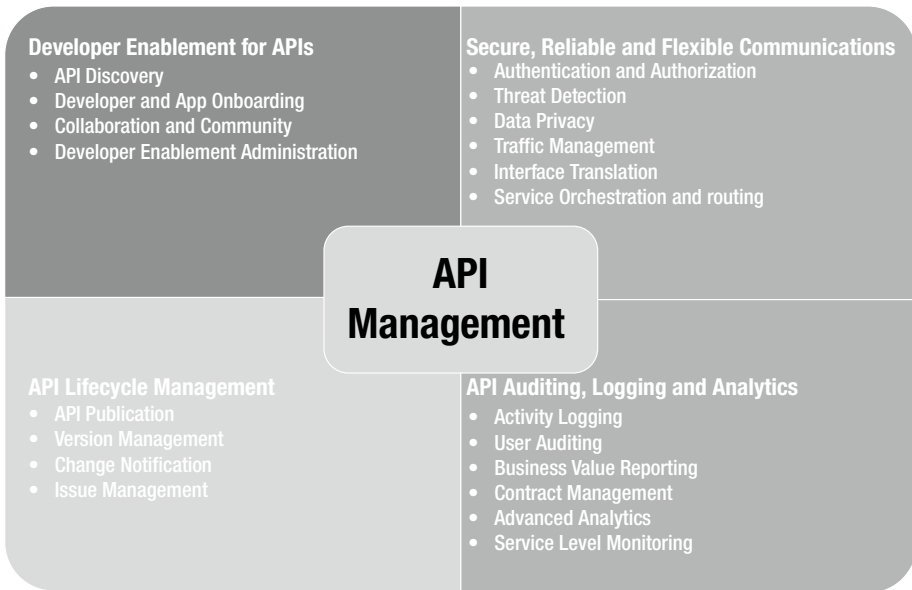 Developer Enablement for APIs
• API Discovery
• Developer and App Onboarding
• Collaboration and Community
• Developer Enablement Administration
Secure, Reliable and Flexible Communications
• Authentication and Authorization
• Threat Detection
• Data Privacy
• Traffic Management
• Interface Translation
• Service Orchestration and routing
API
Management
API Lifecycle Management
• API Publication
• Version Management
• Change Notification
• Issue Management
API Auditing, Logging and Analytics
• Activity Logging
• User Auditing
• Business Value Reporting
• Contract Management
• Advanced Analytics
• Service Level Monitoring